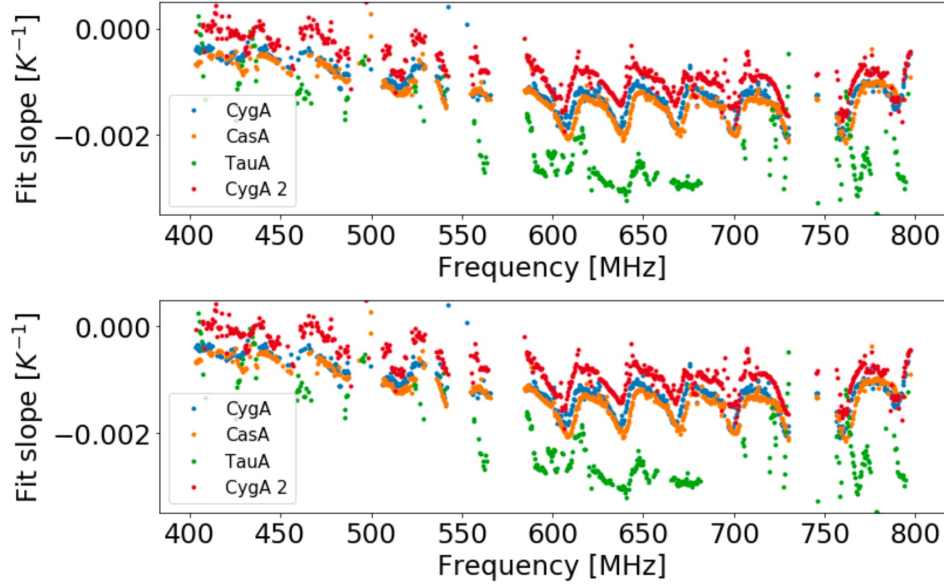 0.000
−0.002
Fit slope [K⁻¹]
CygA
CasA
TauA
CygA 2
400 450 500 550 600 650 700 750 800
Frequency [MHz]
0.000
−0.002
Fit slope [K⁻¹]
CygA
CasA
TauA
CygA 2
400 450 500 550 600 650 700 750 800
Frequency [MHz]